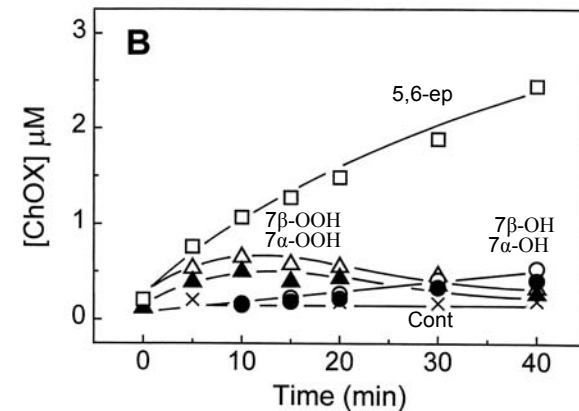 B
3
2
1
0
[ChOX] μM
5,6-ep
7β-OOH
7α-OOH
7β-OH
7α-OH
Cont
0 10 20 30 40
Time (min)